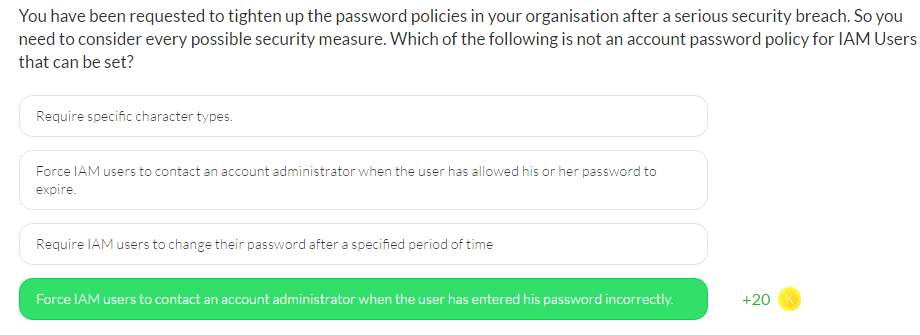 You have been requested to tighten up the password policies in your organisation after a serious security breach. So you
need to consider every possible security measure. Which of the following is not an account password policy for IAM Users
that can be set?
Require specific character types.
Force IAM users to contact an account administrator when the user has allowed his or her password to
expire.
Require IAM users to change their password after a specified period of time
Force IAM users to contact an account administrator when the user has entered his password incorrectly.
+20 K